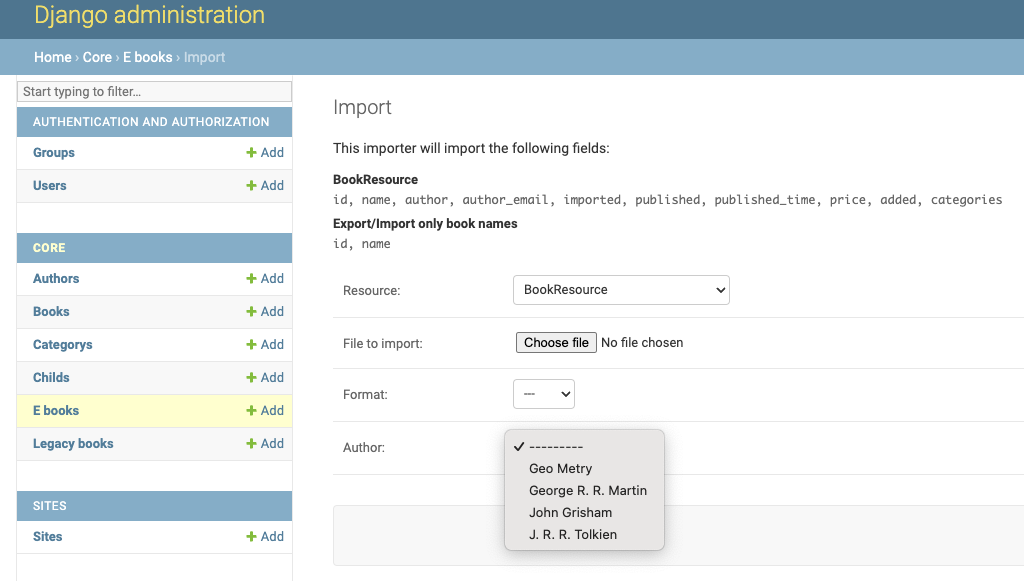 Django administration
Home › Core › E books › Import
Start typing to filter...
AUTHENTICATION AND AUTHORIZATION
Groups + Add
Users + Add
CORE
Authors + Add
Books + Add
Categorys + Add
Childs + Add
E books + Add
Legacy books + Add
SITES
Sites + Add
Import
This importer will import the following fields:
BookResource
id, name, author, author_email, imported, published, published_time, price, added, categories
Export/Import only book names
id, name
Resource: BookResource
File to import: Choose file No file chosen
Format: ---
Author: ✓ ---------
Geo Metry
George R. R. Martin
John Grisham
J. R. R. Tolkien